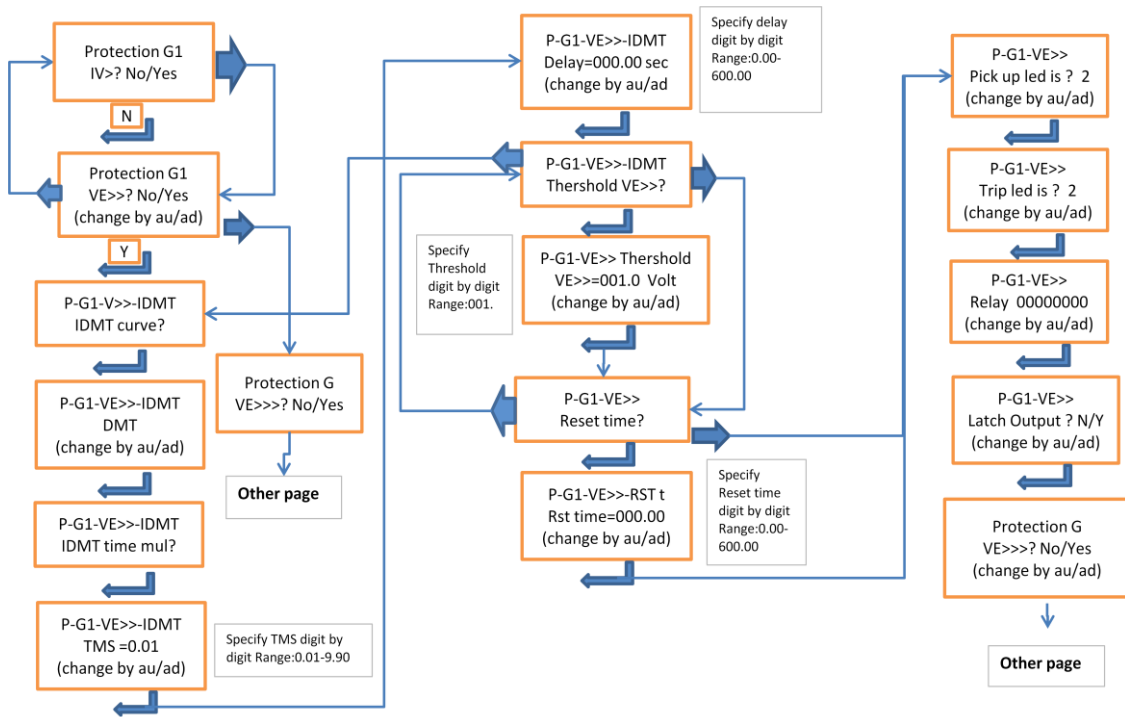 Protection G1
IV>? No/Yes
N
Protection G1
VE>>? No/Yes
(change by au/ad)
Y
P-G1-V>>-IDMT
IDMT curve?
P-G1-VE>>-IDMT
DMT
(change by au/ad)
P-G1-VE>>-IDMT
IDMT time mul?
P-G1-VE>>-IDMT
TMS =0.01
(change by au/ad)
Specify TMS digit by
digit Range:0.01-9.90
Protection G
VE>>>? No/Yes
Other page
P-G1-VE>>-IDMT
Delay=000.00 sec
(change by au/ad
Specify delay
digit by digit
Range:0.00-
600.00
P-G1-VE>>-IDMT
Thershold VE>>?
Specify
Threshold
digit by digit
Range:001.
P-G1-VE>> Thershold
VE>>=001.0 Volt
(change by au/ad)
P-G1-VE>>
Reset time?
P-G1-VE>>-RST t
Rst time=000.00
(change by au/ad)
Specify
Reset time
digit by digit
Range:0.00-
600.00
P-G1-VE>>
Pick up led is ? 2
(change by au/ad)
P-G1-VE>>
Trip led is ? 2
(change by au/ad)
P-G1-VE>>
Relay 00000000
(change by au/ad)
P-G1-VE>>
Latch Output ? N/Y
(change by au/ad)
Protection G
VE>>>? No/Yes
(change by au/ad)
Other page